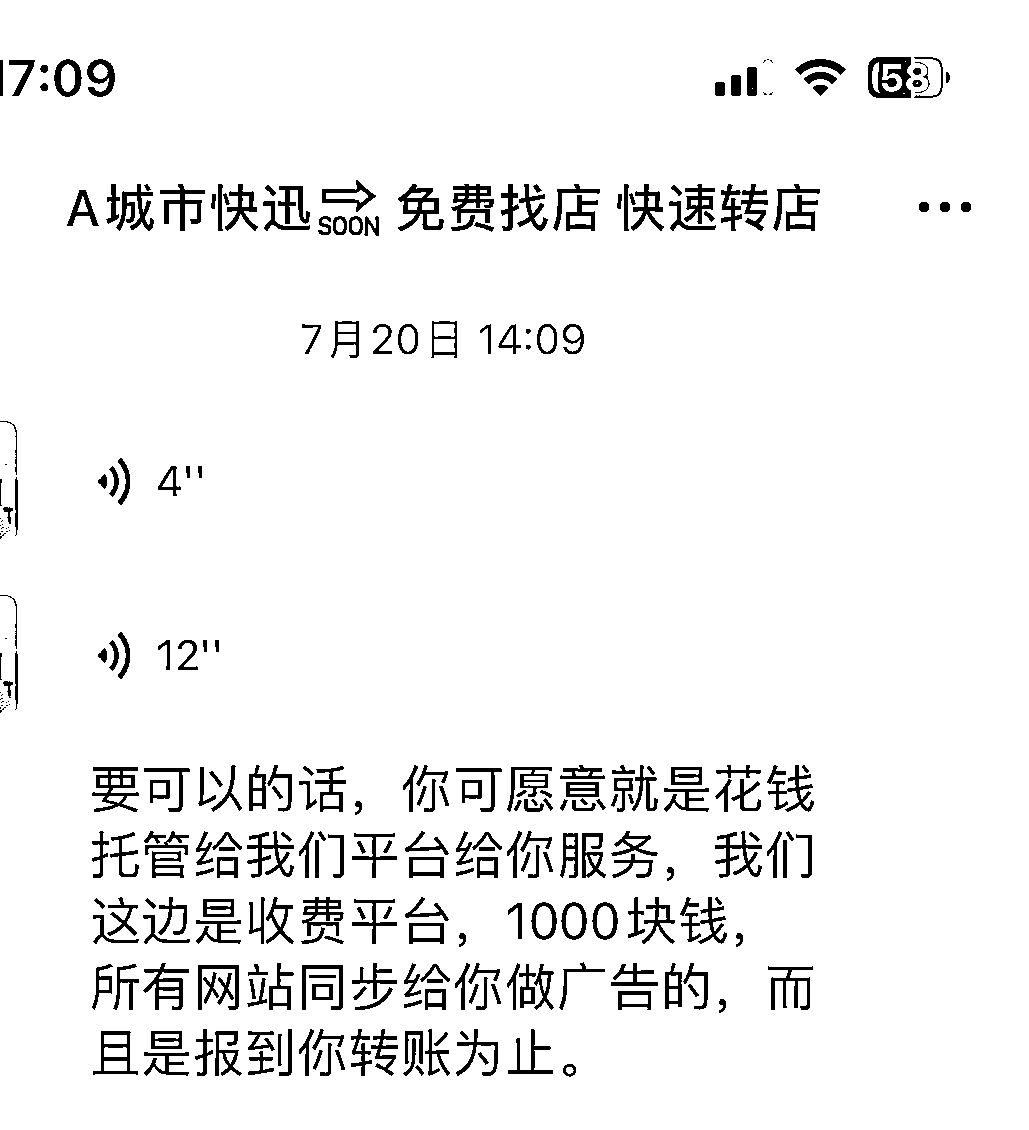 17:09
58
A城市快迅SOON 免费找店 快速转店
7月20日 14:09
4''
12''
要可以的话，你可愿意就是花钱
托管给我们平台给你服务，我们
这边是收费平台，1000块钱，
所有网站同步给你做广告的，而
且是报到你转账为止。